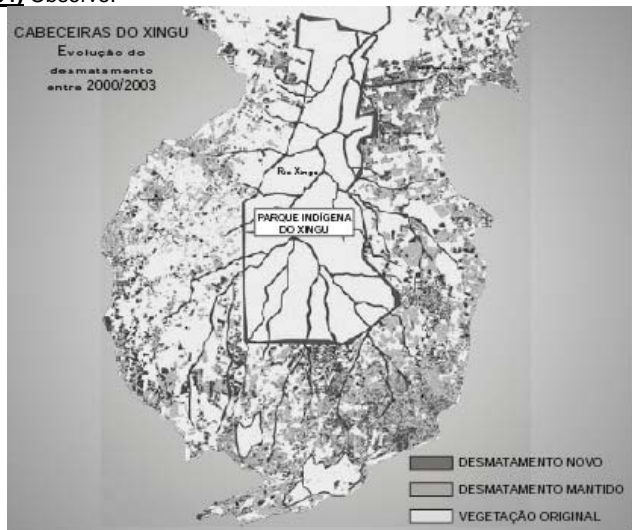 Observe.
CABECEIRAS DO XINGU
Evolução do
desmatamento
entre 2000/2003
Rio Xingu
PARQUE INDÍGENA
DO XINGU
DESMATAMENTO NOVO
DESMATAMENTO MANTIDO
VEGETAÇÃO ORIGINAL